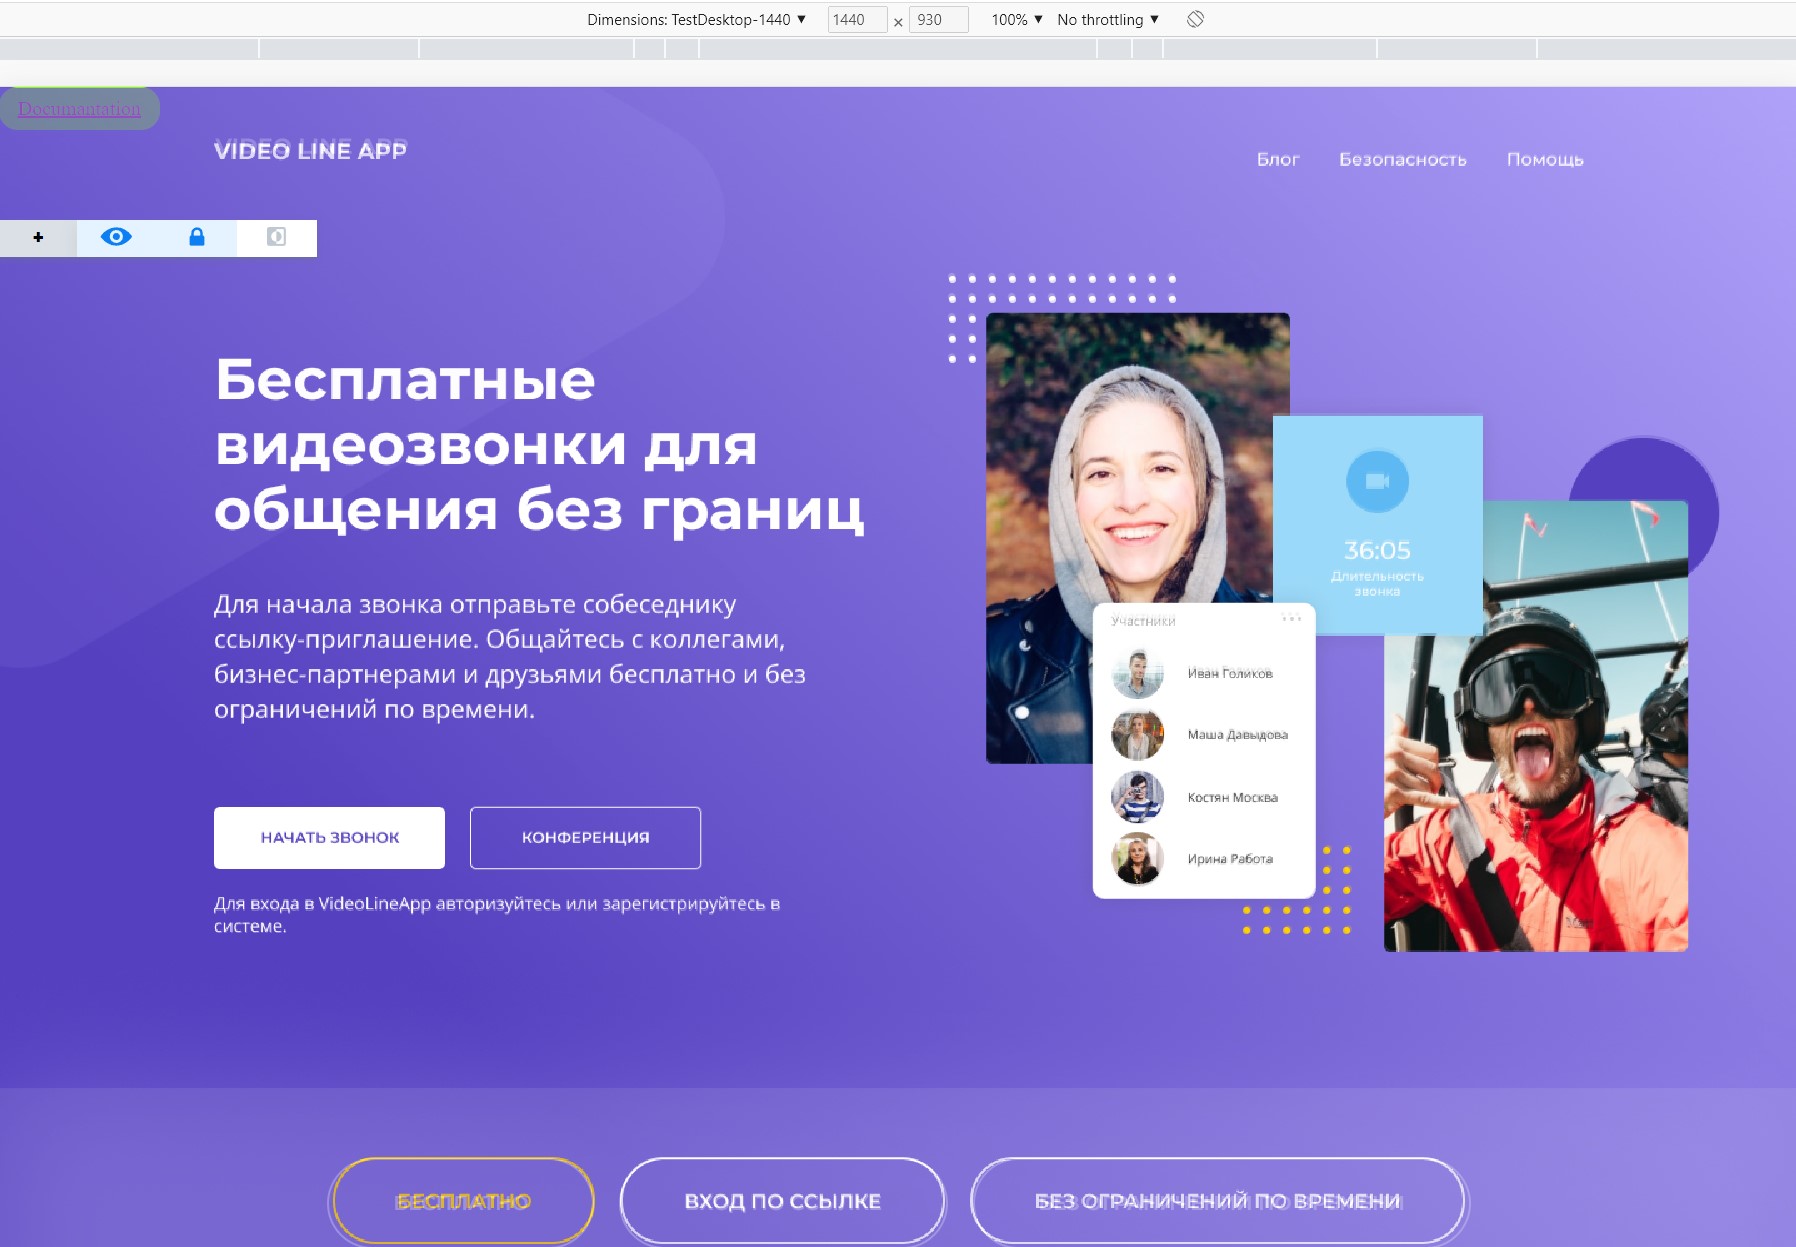 Dimensions: TestDesktop-1440 ▼ 1440 × 930 100% ▼ No throttling ▼
Documantation
VIDEO LINE APP
Блог Безопасность Помощь
Бесплатные
видеозвонки для
общения без границ
Для начала звонка отправьте собеседнику
ссылку-приглашение. Общайтесь с коллегами,
бизнес-партнерами и друзьями бесплатно и без
ограничений по времени.
НАЧАТЬ ЗВОНОК КОНФЕРЕНЦИЯ
Для входа в VideoLineApp авторизуйтесь или зарегистрируйтесь в
системе.
36:05
Длительность
звонка
Участники
Иван Голиков
Маша Давыдова
Костян Москва
Ирина Работа
БЕСПЛАТНО ВХОД ПО ССЫЛКЕ БЕЗ ОГРАНИЧЕНИЙ ПО ВРЕМЕНИ